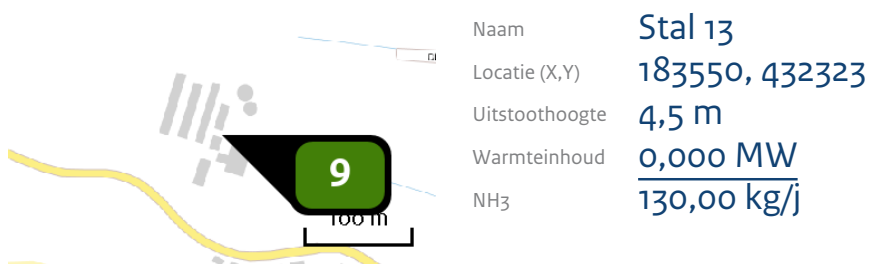 Naam Stal 13
Locatie (X,Y) 183550, 432323
Uitstoothoogte 4,5 m
Warmteinhoud 0,000 MW
NH3 130,00 kg/j
9
100 m